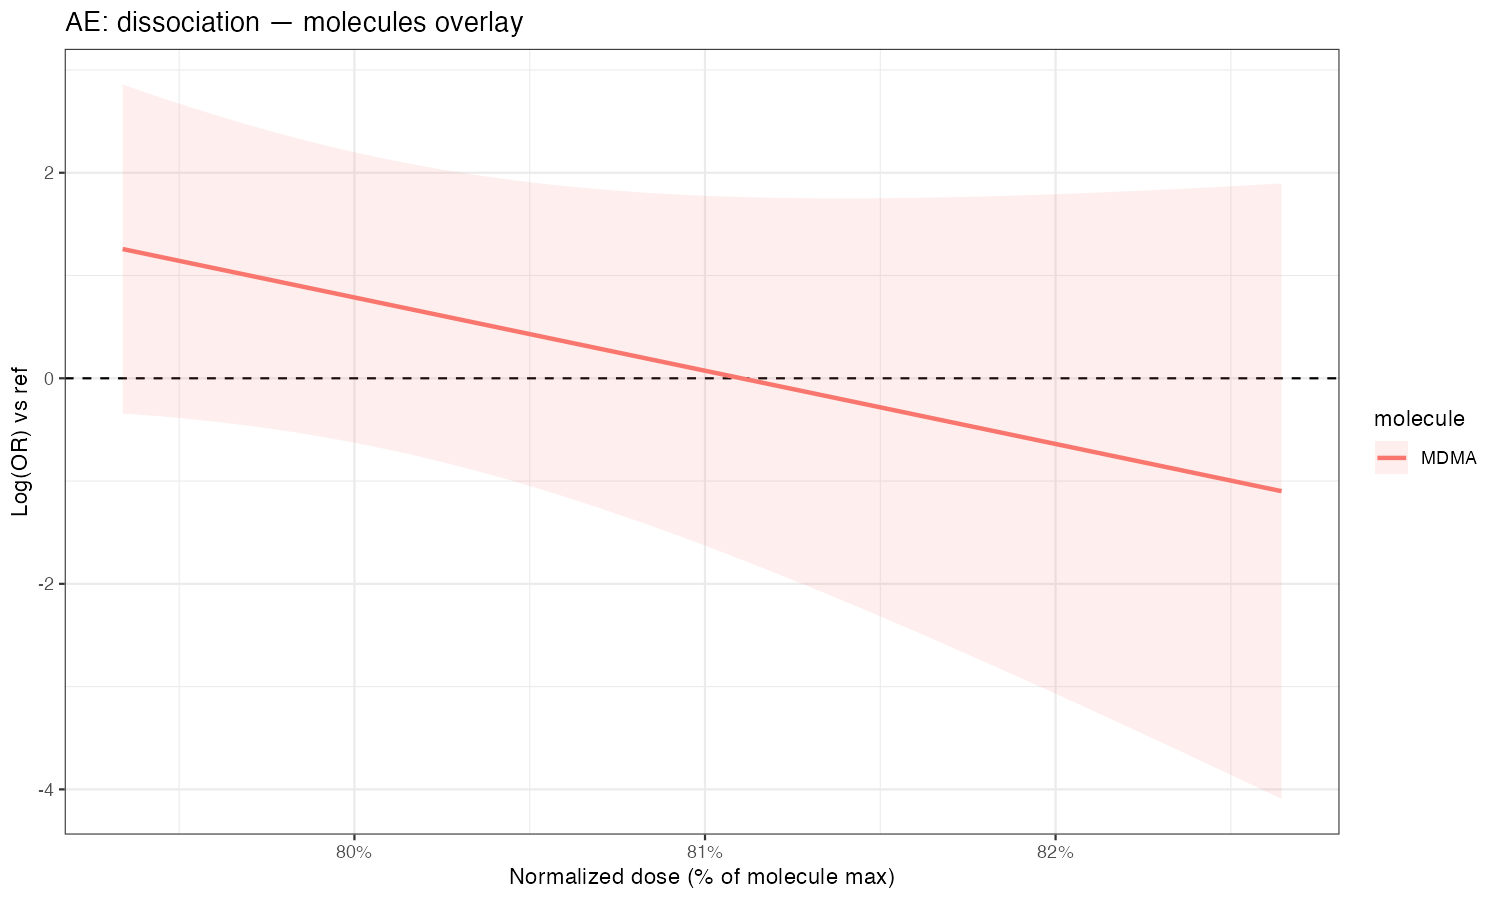 AE: dissociation — molecules overlay
Log(OR) vs ref
2
0
-2
-4
80%
81%
82%
Normalized dose (% of molecule max)
molecule
MDMA